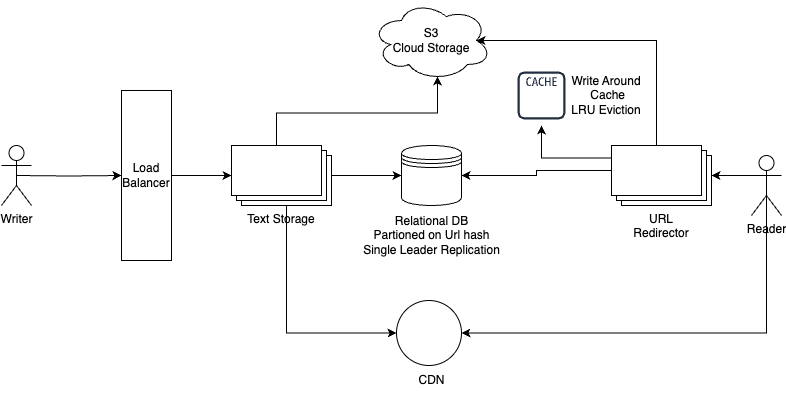 S3
Cloud Storage
CACHE
Write Around
Cache
LRU Eviction
Load
Balancer
Writer
Text Storage
Relational DB
Partioned on Url hash
Single Leader Replication
URL
Redirector
Reader
CDN